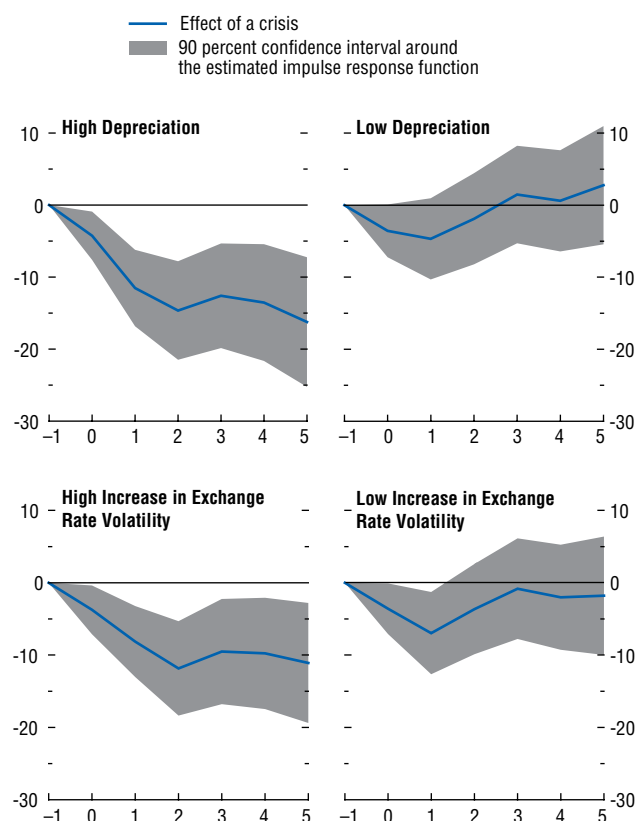 Effect of a crisis
90 percent confidence interval around
the estimated impulse response function
High Depreciation
Low Depreciation
10
10
0
0
-10
-10
-20
-20
-30
-30
–1 0 1 2 3 4 5
–1 0 1 2 3 4 5
High Increase in Exchange
Rate Volatility
Low Increase in Exchange
Rate Volatility
10
10
0
0
-10
-10
-20
-20
-30
-30
–1 0 1 2 3 4 5
–1 0 1 2 3 4 5